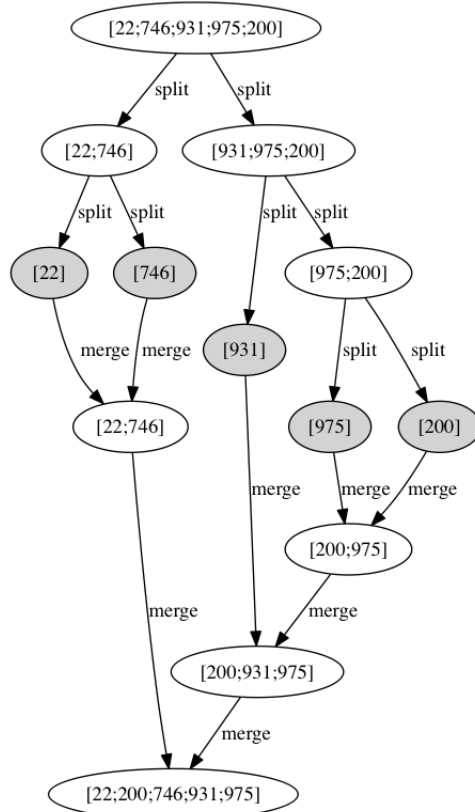 [22;746;931;975;200]
split split
[22;746] [931;975;200]
split split split split
[22] [746] [975;200]
merge merge [931] split split
[22;746] [975] [200]
merge merge merge
[200;975]
merge merge
[200;931;975]
merge
[22;200;746;931;975]